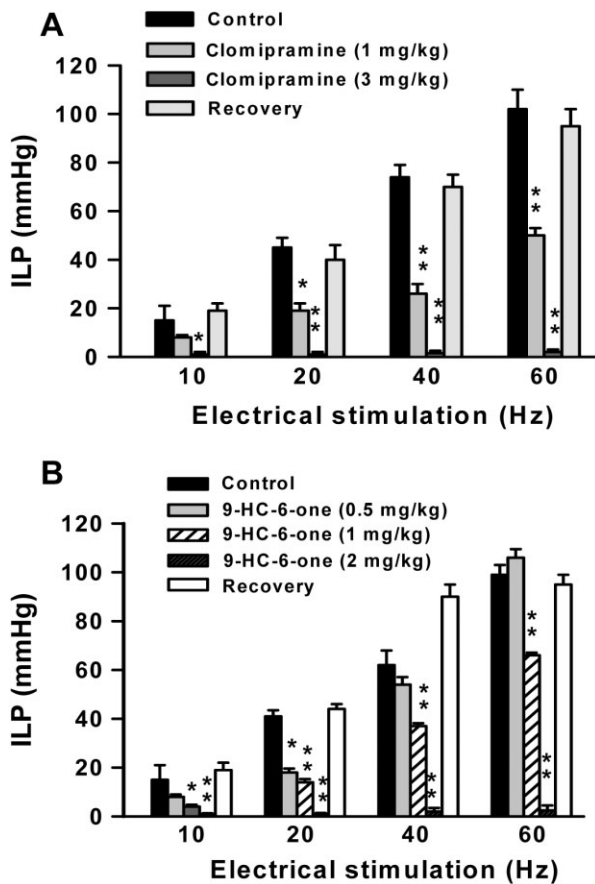 A
Control
Clomipramine (1 mg/kg)
Clomipramine (3 mg/kg)
Recovery
ILP (mmHg)
120
100
80
60
40
20
0
*
*
**
**
**
**
**
10 20 40 60
Electrical stimulation (Hz)
B
Control
9-HC-6-one (0.5 mg/kg)
9-HC-6-one (1 mg/kg)
9-HC-6-one (2 mg/kg)
Recovery
ILP (mmHg)
120
100
80
60
40
20
0
*
**
*
**
**
**
**
**
**
10 20 40 60
Electrical stimulation (Hz)